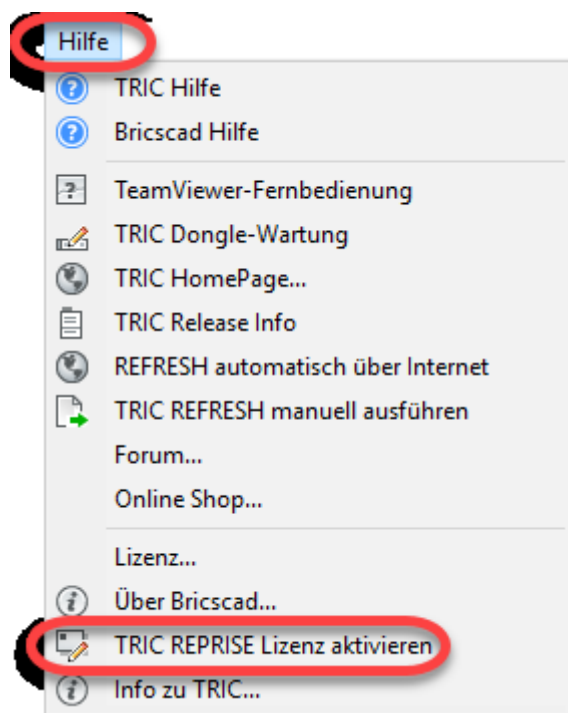 Hilfe
TRIC Hilfe
Bricscad Hilfe
TeamViewer-Fernbedienung
TRIC Dongle-Wartung
TRIC HomePage...
TRIC Release Info
REFRESH automatisch über Internet
TRIC REFRESH manuell ausführen
Forum...
Online Shop...
Lizenz...
Über Bricscad...
TRIC REPRISE Lizenz aktivieren
Info zu TRIC...